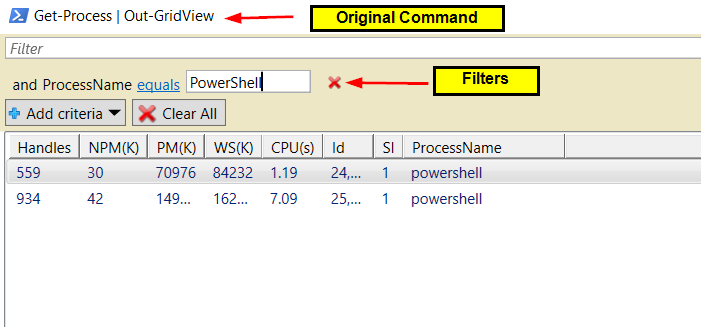 Get-Process | Out-GridView Original Command
Filter
and ProcessName equals PowerShell Filters
Add criteria Clear All
Handles NPM(K) PM(K) WS(K) CPU(s) Id SI ProcessName
559 30 70976 84232 1.19 24,... 1 powershell
934 42 149... 162... 7.09 25,... 1 powershell